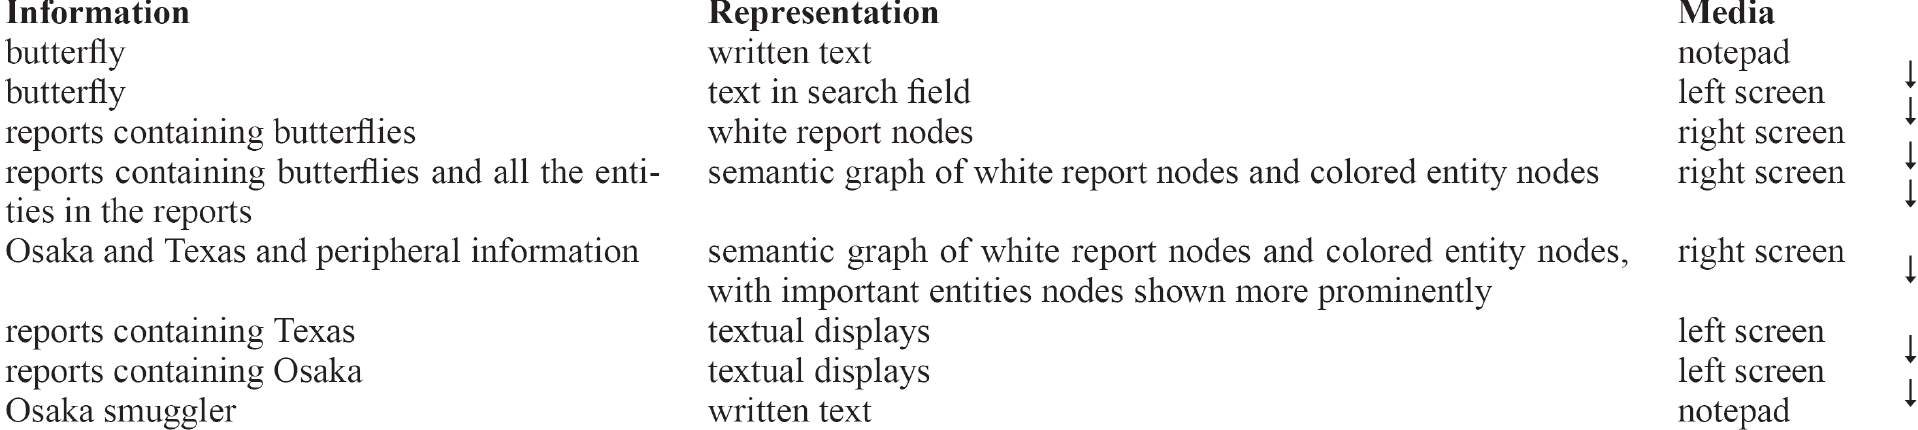 Information Representation Media
butterfly written text notepad
butterfly text in search field left screen
reports containing butterflies white report nodes right screen
reports containing butterflies and all the enti- semantic graph of white report nodes and colored entity nodes right screen
ties in the reports
Osaka and Texas and peripheral information semantic graph of white report nodes and colored entity nodes, right screen
with important entities nodes shown more prominently
reports containing Texas textual displays left screen
reports containing Osaka textual displays left screen
Osaka smuggler written text notepad